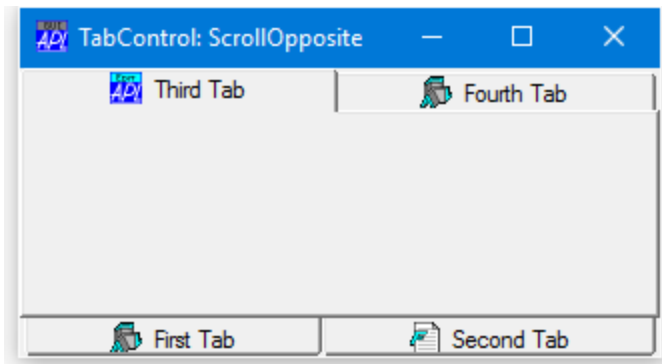 TabControl: ScrollOpposite
Third Tab
Fourth Tab
First Tab
Second Tab